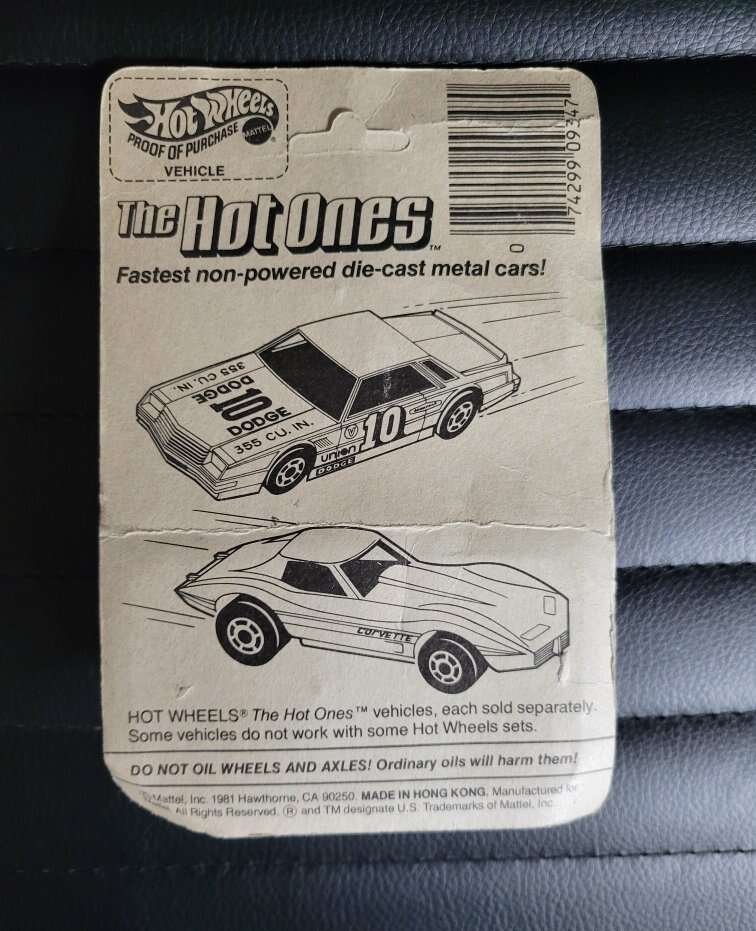 Hot Wheels
PROOF OF PURCHASE MATTEL
VEHICLE
The Hot Ones™
Fastest non-powered die-cast metal cars!
74299 09347
0
355 CU. IN.
DODGE
10
DODGE
355 CU. IN.
10
union
DODGE
CORVETTE
HOT WHEELS® The Hot Ones™ vehicles, each sold separately.
Some vehicles do not work with some Hot Wheels sets.
DO NOT OIL WHEELS AND AXLES! Ordinary oils will harm them!
©Mattel, Inc. 1981 Hawthorne, CA 90250. MADE IN HONG KONG. Manufactured for
All Rights Reserved. ® and TM designate U.S. Trademarks of Mattel, Inc.